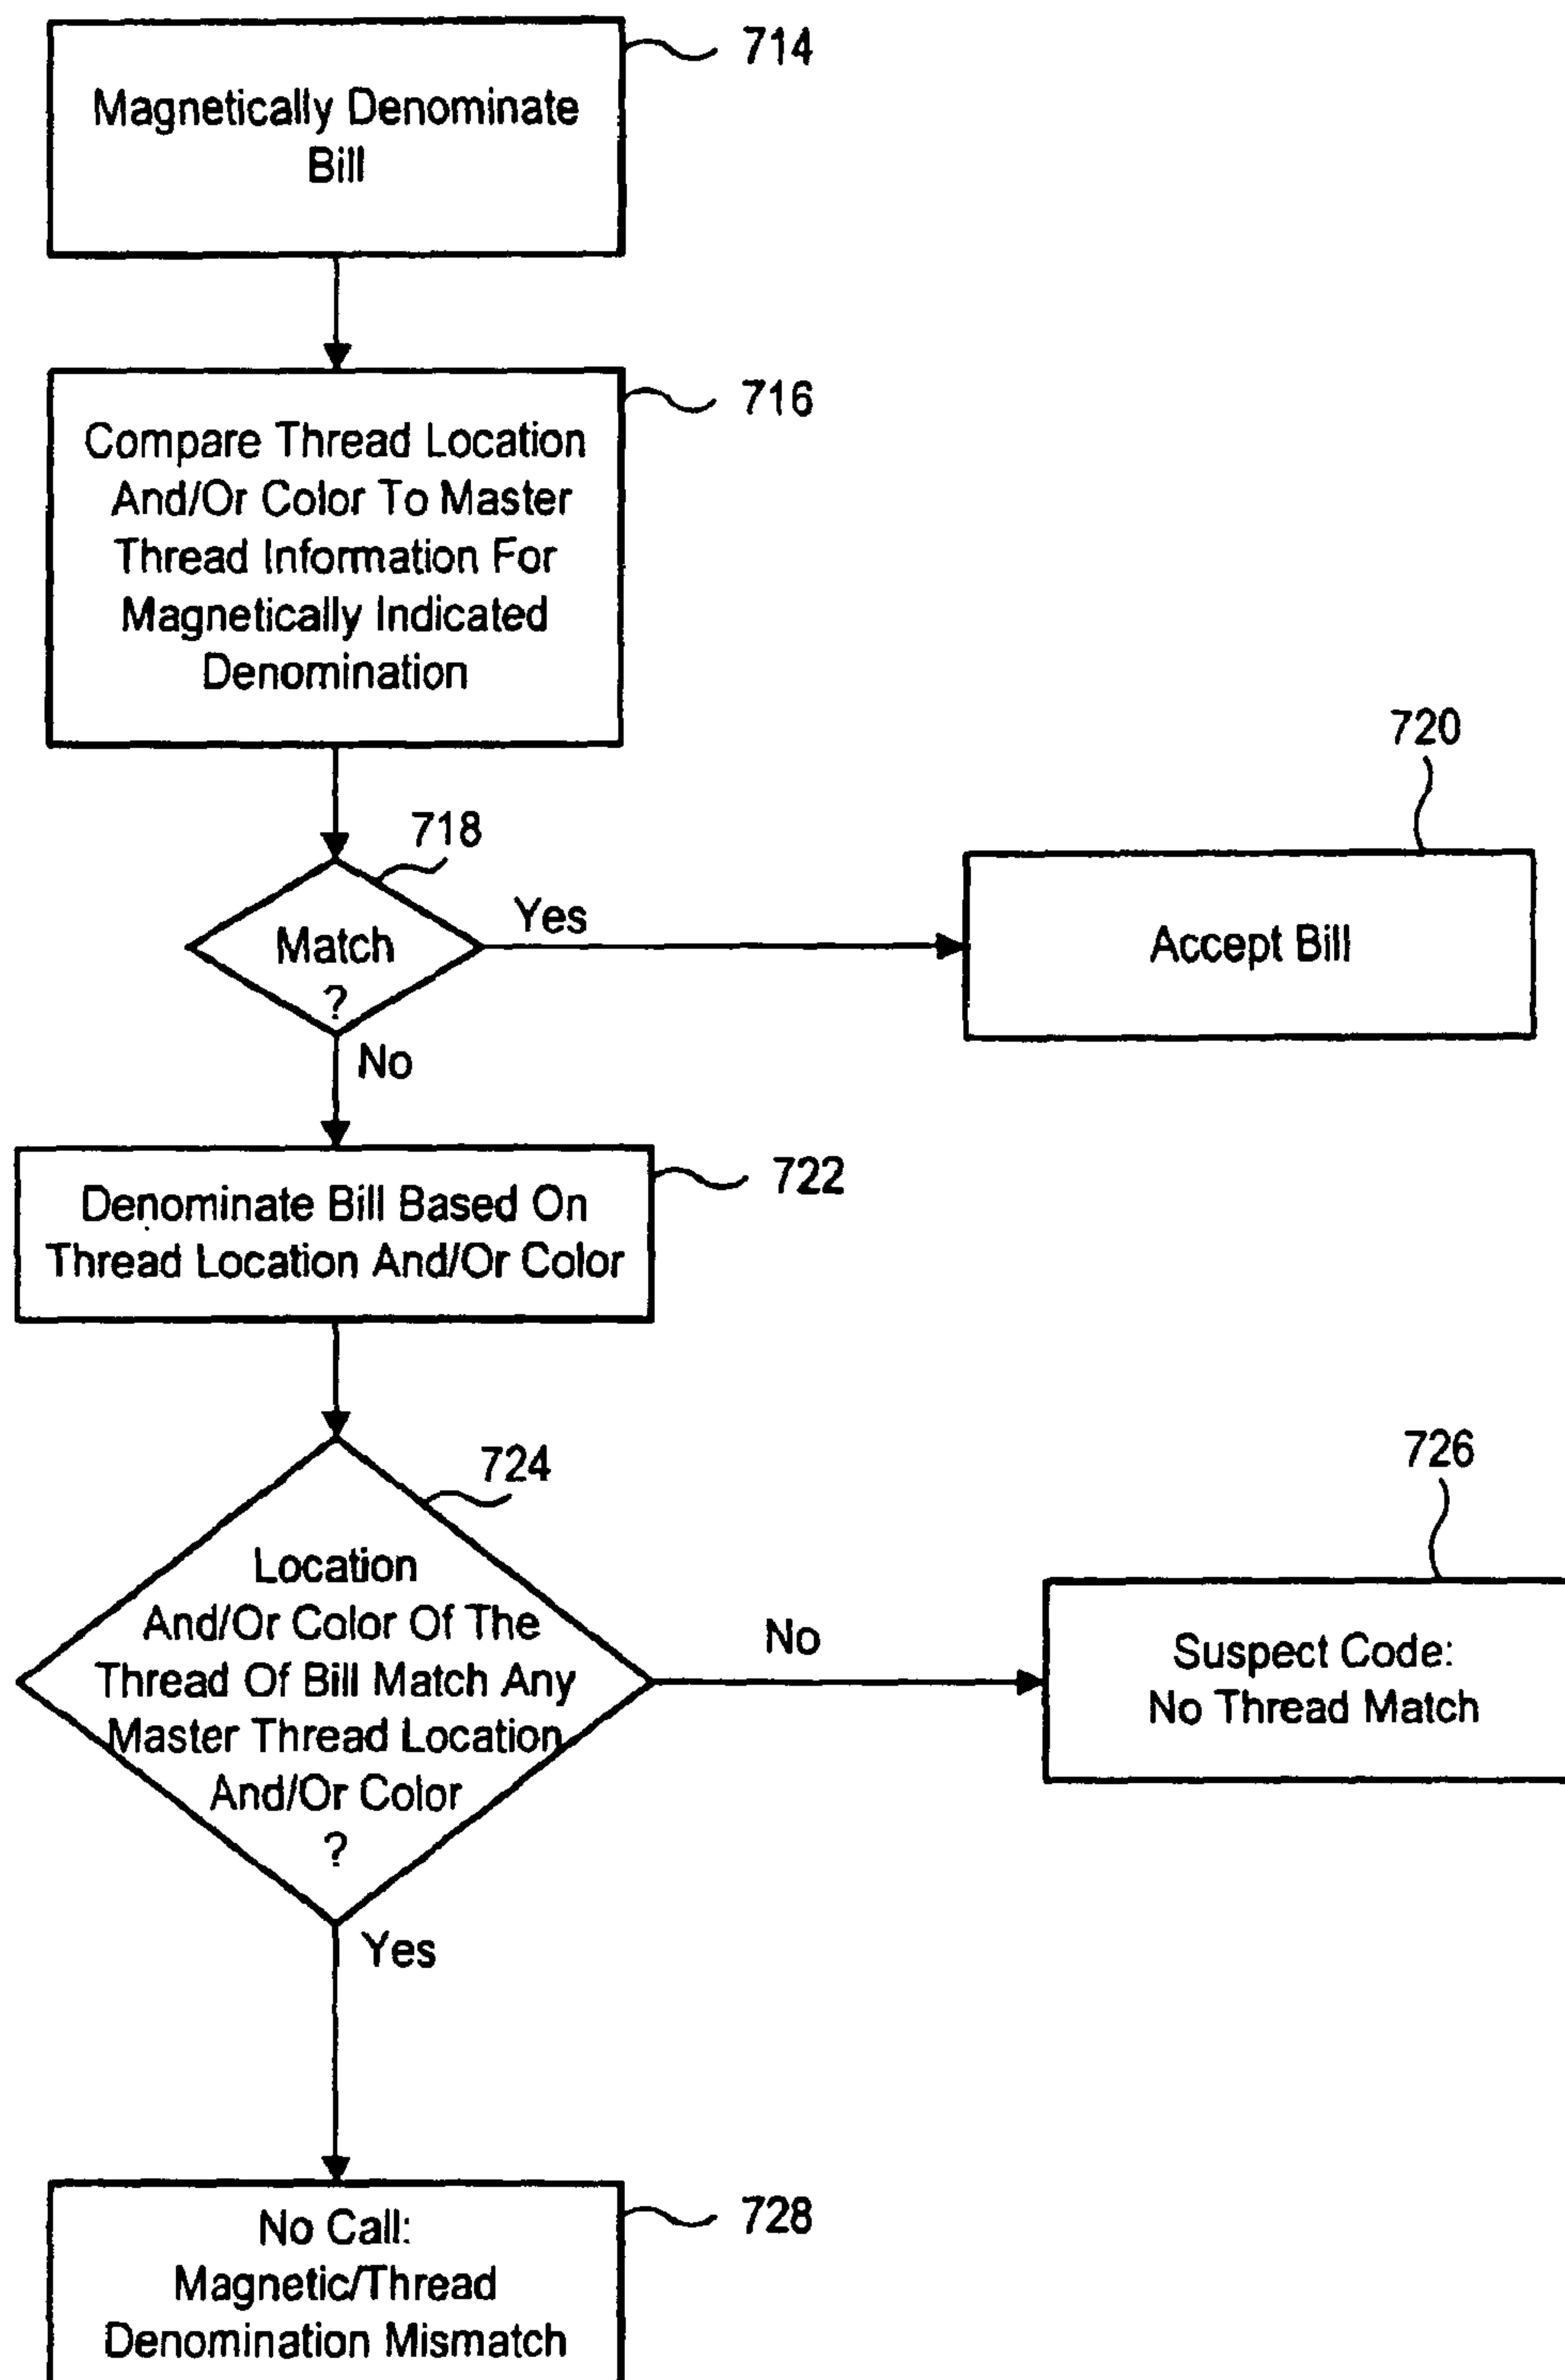 714
Magnetically Denominate
Bill
716
Compare Thread Location
And/Or Color To Master
Thread Information For
Magnetically Indicated
Denomination
718
Match
?
Yes
720
Accept Bill
No
722
Denominate Bill Based On
Thread Location And/Or Color
724
Location
And/Or Color Of The
Thread Of Bill Match Any
Master Thread Location
And/Or Color
?
No
726
Suspect Code:
No Thread Match
Yes
728
No Call:
Magnetic/Thread
Denomination Mismatch